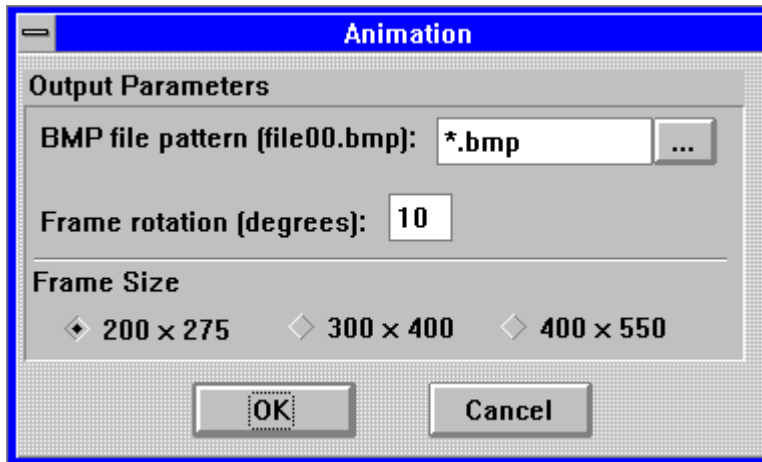 Animation
Output Parameters
BMP file pattern (file00.bmp): *.bmp ...
Frame rotation (degrees): 10
Frame Size
200 x 275 300 x 400 400 x 550
OK Cancel